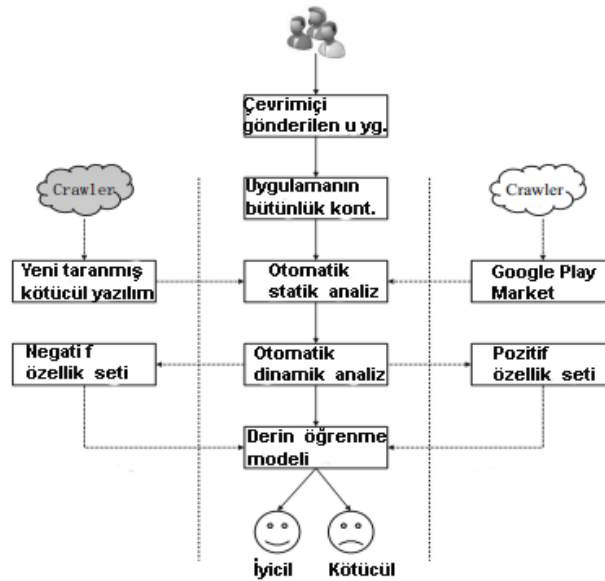 Çevrimiçi
gönderilen u yg.
Crawler
Uygulamanın
bütünlük kont.
Crawler
Yeni taranmış
kötücül yazılım
Otomatik
statik analiz
Google Play
Market
Negati f
özellik seti
Otomatik
dinamik analiz
Pozitif
özellik seti
Derin öğrenme
modeli
İyicil
Kötücül